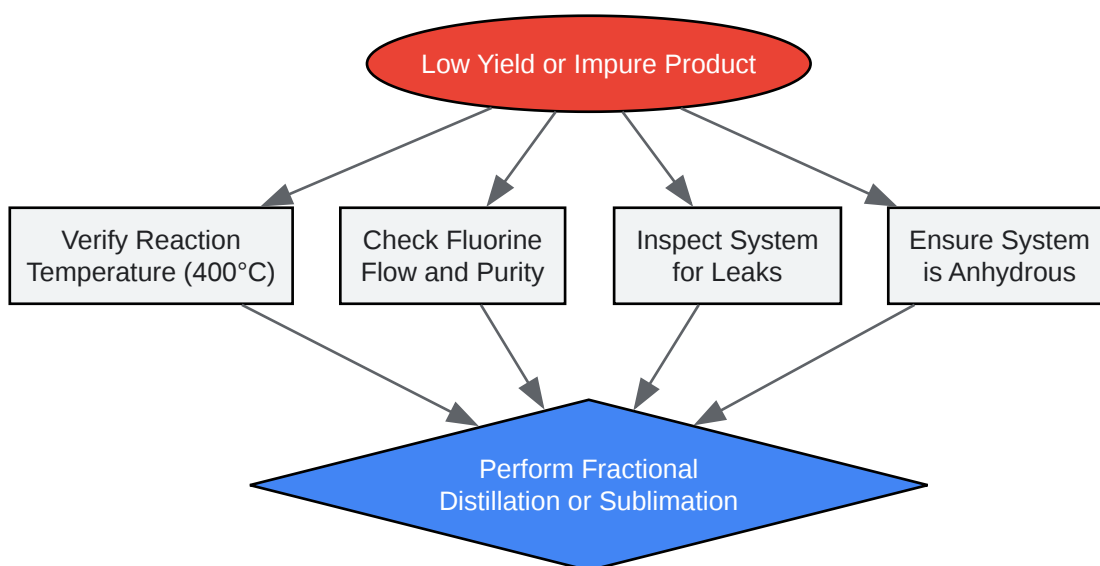 Low Yield or Impure Product
Verify Reaction
Temperature (400°C)
Check Fluorine
Flow and Purity
Inspect System
for Leaks
Ensure System
is Anhydrous
Perform Fractional
Distillation or Sublimation